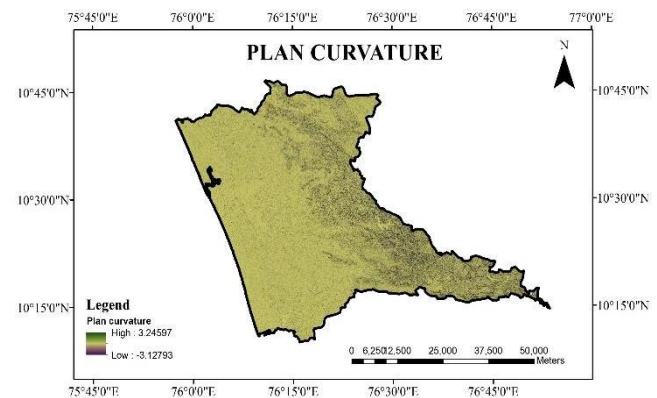 75°45'0"E 76°0'0"E 76°15'0"E 76°30'0"E 76°45'0"E 77°0'0"E
PLAN CURVATURE
N
10°45'0"N 10°45'0"N
10°30'0"N 10°30'0"N
10°15'0"N 10°15'0"N
Legend
Plan curvature
High : 3.24597
Low : -3.12793
0 6,250 12,500 25,000 37,500 50,000
Meters
75°45'0"E 76°0'0"E 76°15'0"E 76°30'0"E 76°45'0"E